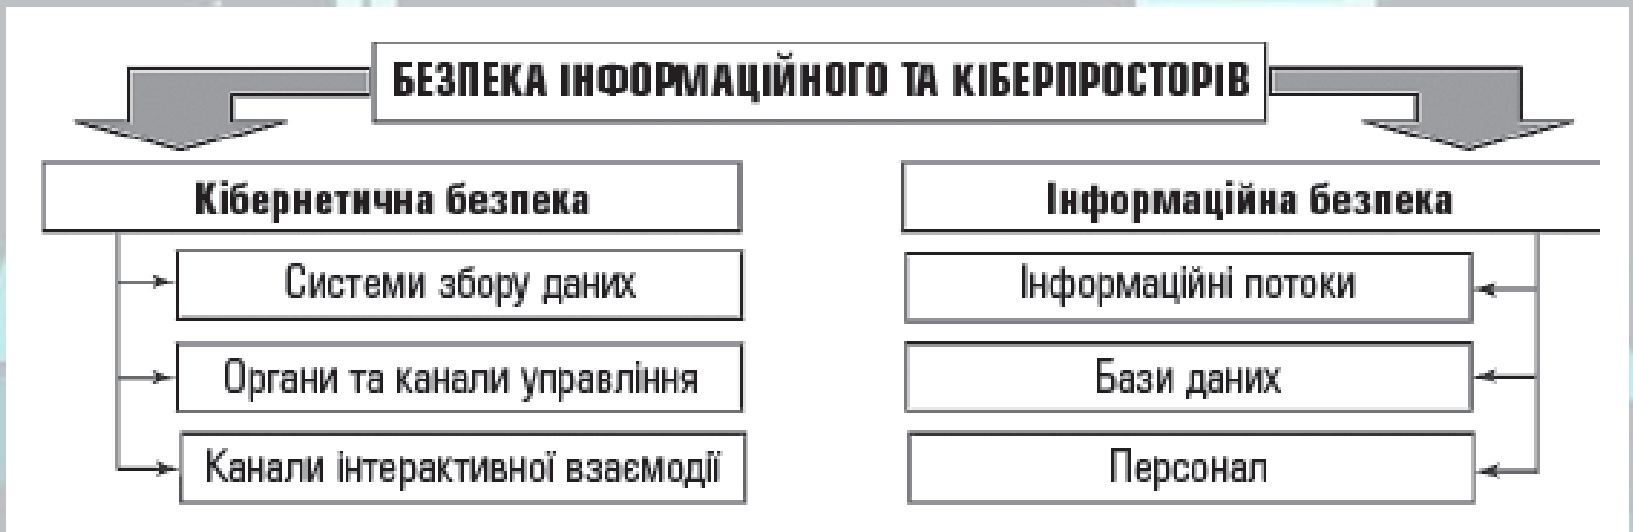 БЕЗПЕКА ІНФОРМАЦІЙНОГО ТА КІБЕРПРОСТОРІВ
Кібернетична безпека
Системи збору даних
Органи та канали управління
Канали інтерактивної взаємодії
Інформаційна безпека
Інформаційні потоки
Бази даних
Персонал